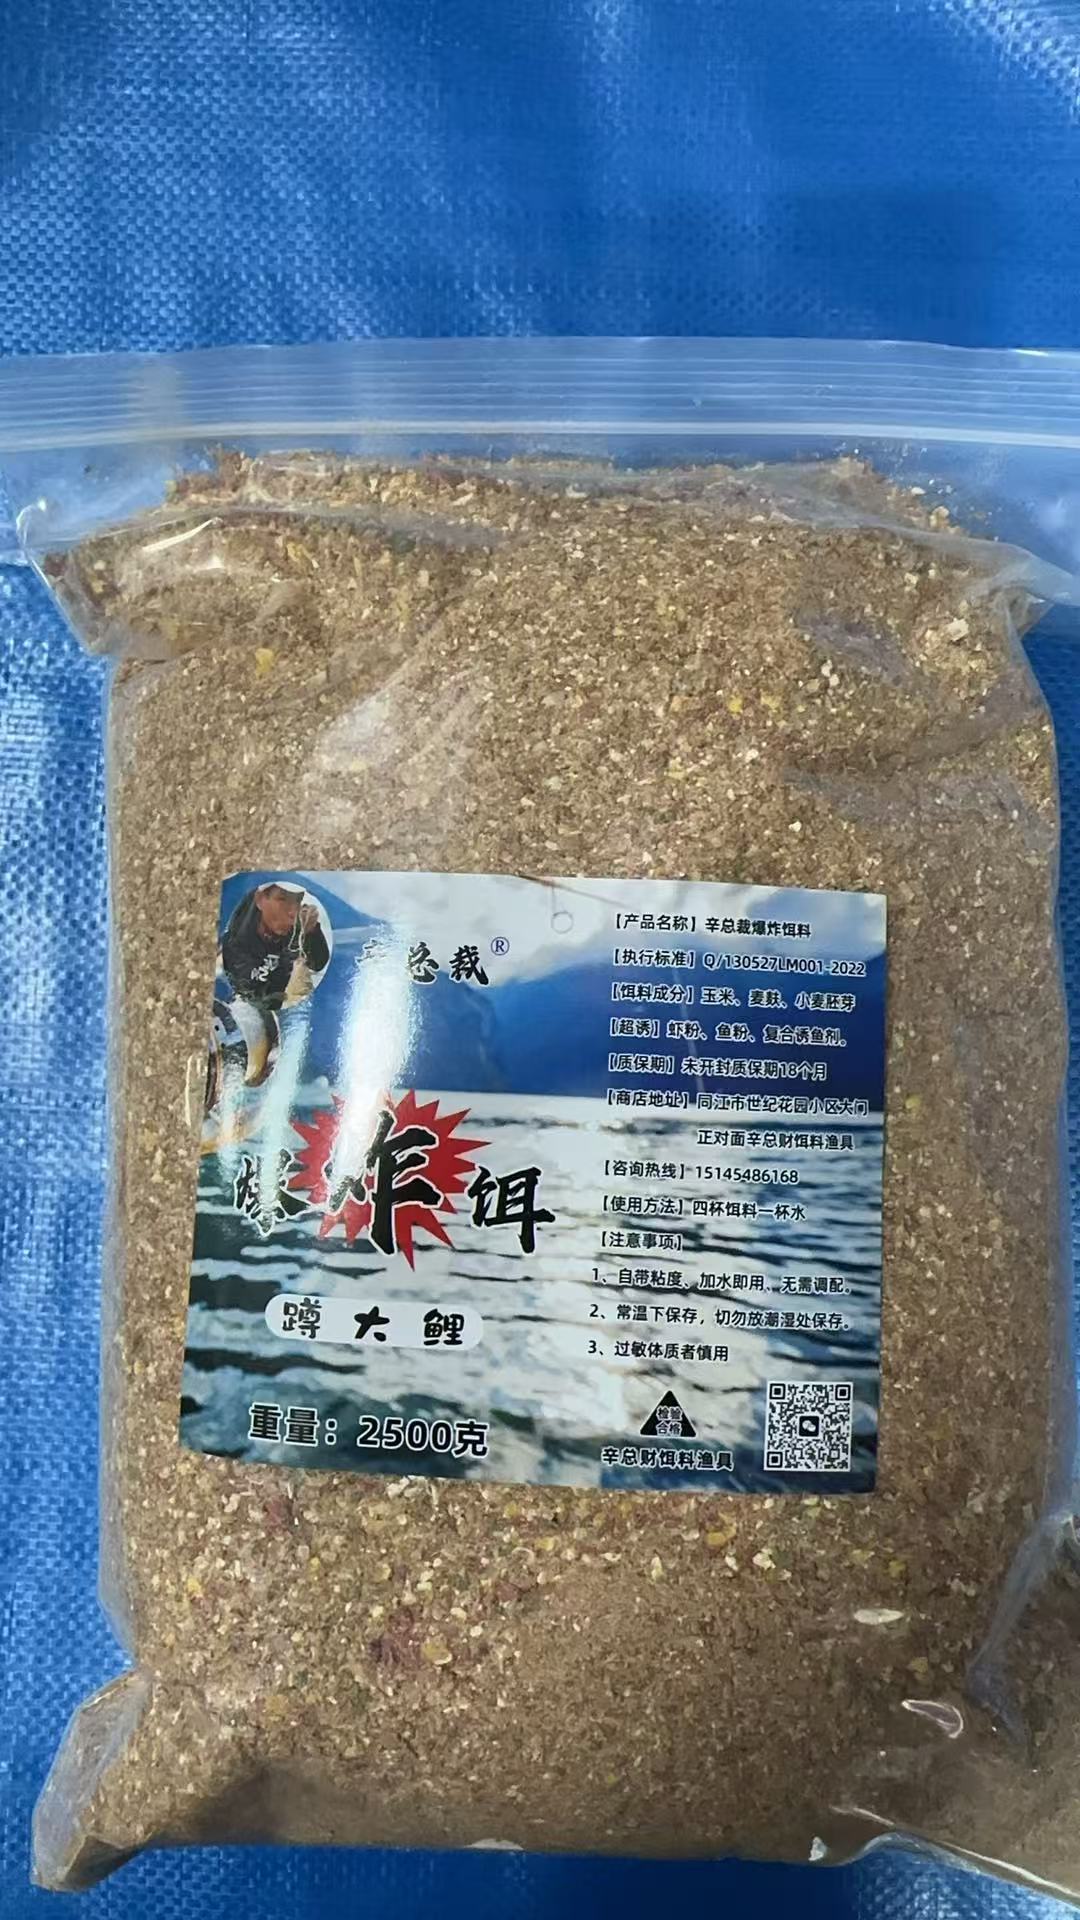 总裁®
爆炸饵
蹲大鲤
重量：2500克
【产品名称】辛总裁爆炸饵料
【执行标准】Q/130527LM001-2022
【饵料成分】玉米、麦麸、小麦胚芽
【超诱】虾粉、鱼粉、复合诱鱼剂。
【质保期】未开封质保期18个月
【商店地址】同江市世纪花园小区大门
正对面辛总财饵料渔具
【咨询热线】15145486168
【使用方法】四杯饵料一杯水
【注意事项】
1、自带粘度、加水即用、无需调配。
2、常温下保存，切勿放潮湿处保存。
3、过敏体质者慎用
检验
合格
辛总财饵料渔具